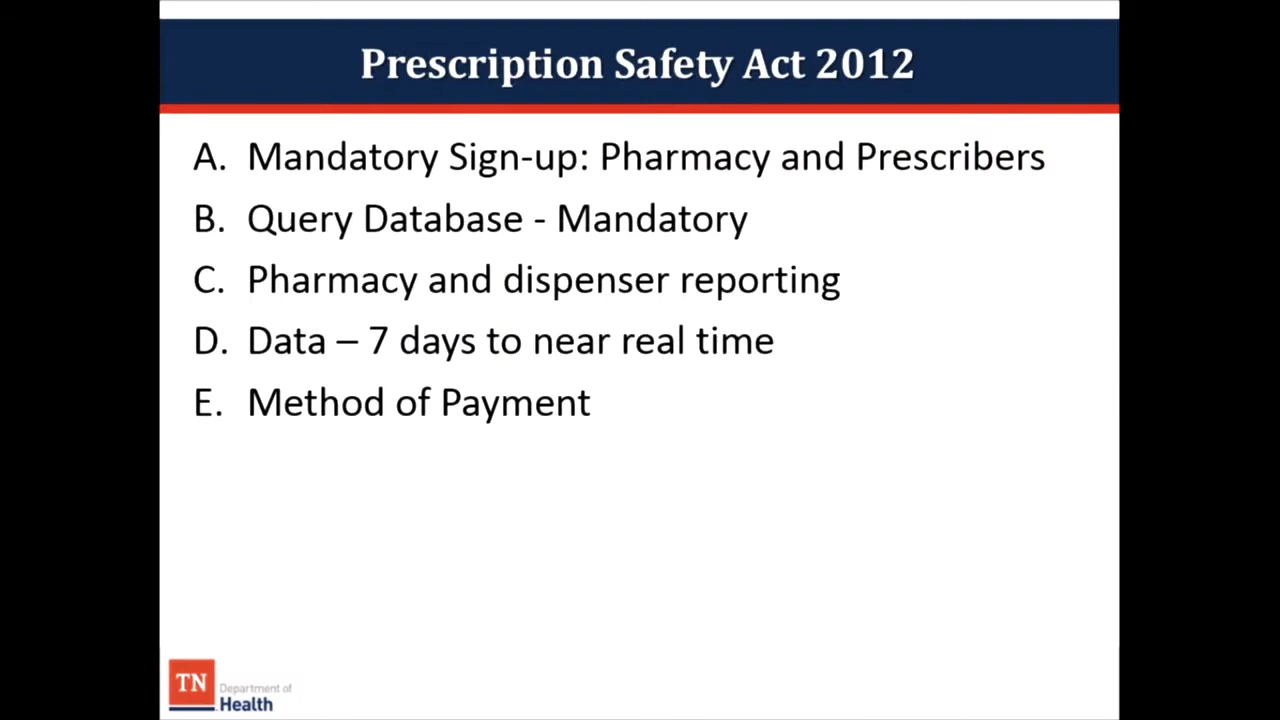 Prescription Safety Act 2012
A. Mandatory Sign-up: Pharmacy and Prescribers
B. Query Database - Mandatory
C. Pharmacy and dispenser reporting
D. Data – 7 days to near real time
E. Method of Payment
TN
Department of
Health